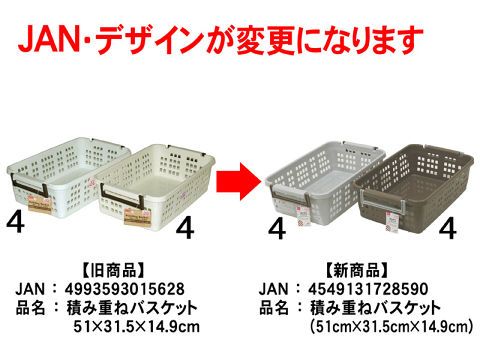 JAN・デザインが変更になります
4
4
4
4
【旧商品】
JAN : 4993593015628
品名 : 積み重ねバスケット
51×31.5×14.9cm
【新商品】
JAN : 4549131728590
品名 : 積み重ねバスケット
(51cm×31.5cm×14.9cm)